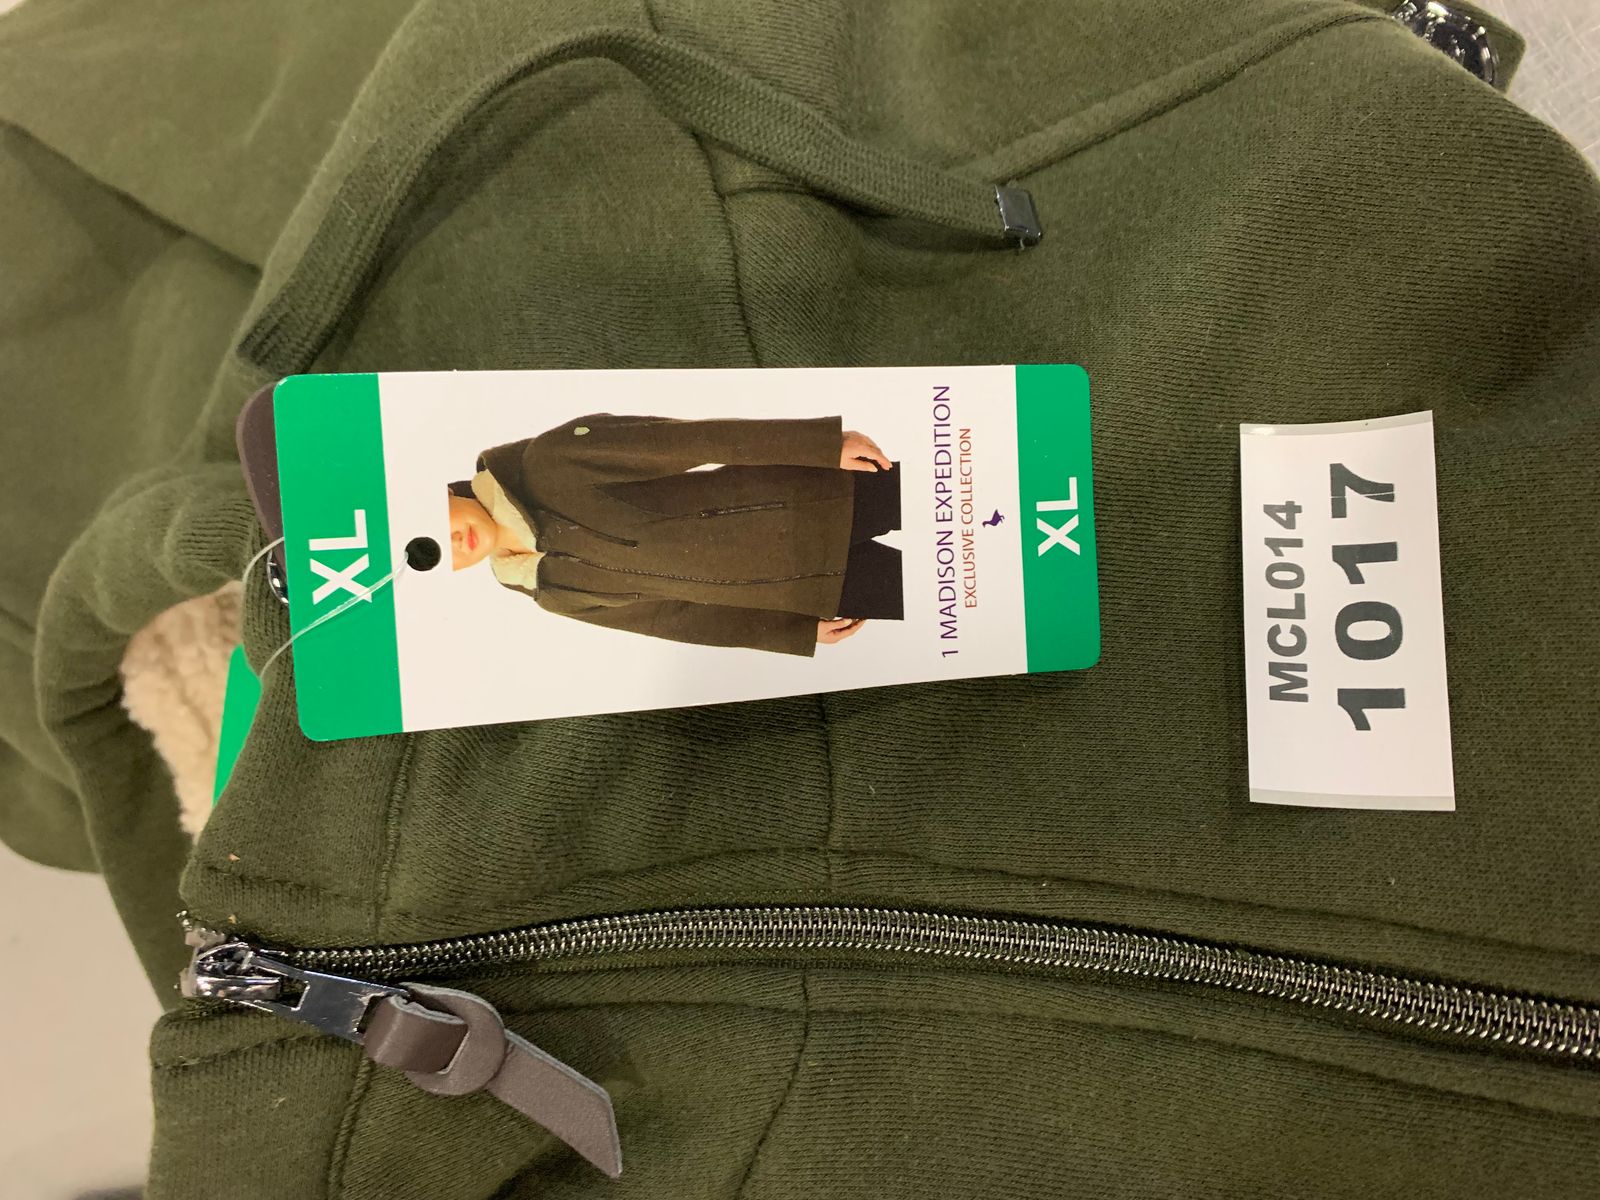 XL
1 MADISON EXPEDITION
EXCLUSIVE COLLECTION
XL
MCL014
1017